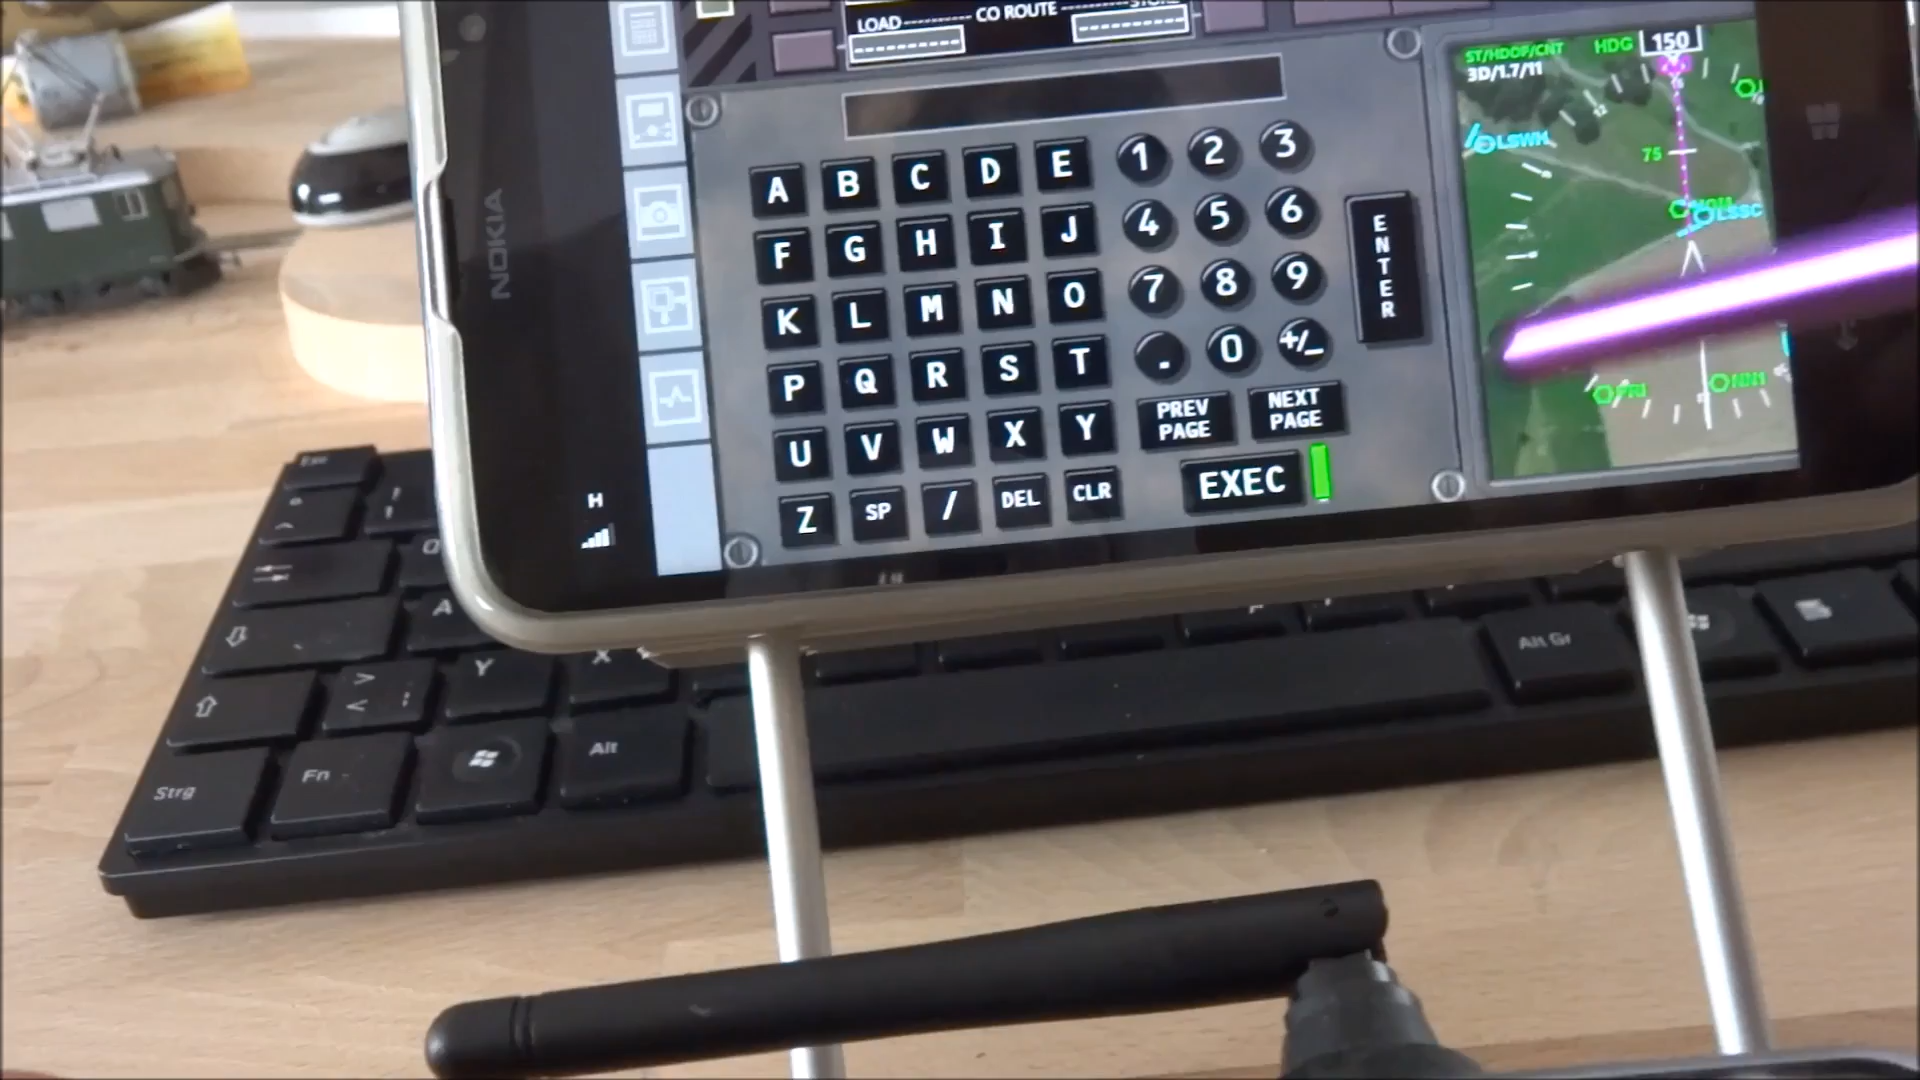 LOAD ---------- CO ROUTE ----------
---------- ----------
ST/HDOP/CNT HDG 150
3D/1.7/11
LSWH
75
LSSC
NN1
NOKIA
H
A B C D E 1 2 3
F G H I J 4 5 6
K L M N O 7 8 9
P Q R S T . 0 +/_
U V W X Y
Z SP / DEL CLR
ENTER
PREV PAGE
NEXT PAGE
EXEC
Esc
Q
A
> <
Y
X
Strg
Fn
Alt
Alt Gr